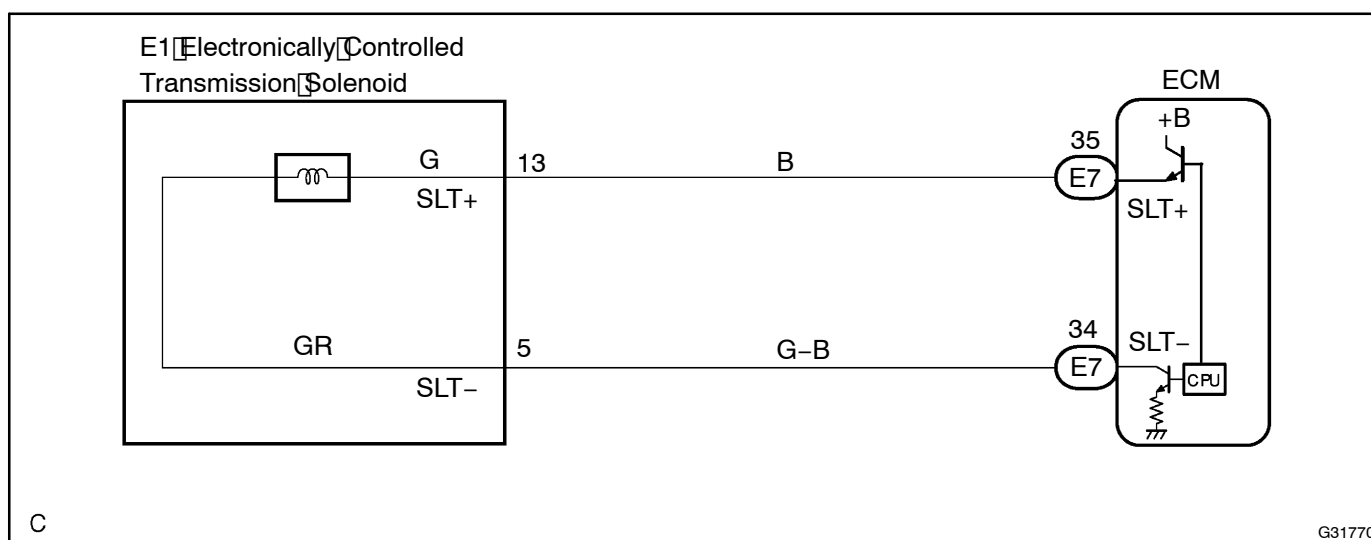 E1 Electronically Controlled
Transmission Solenoid
ECM
+B
G
13
B
35
E7
SLT+
SLT+
GR
5
G−B
34
E7
SLT−
SLT−
CPU
C
G31770